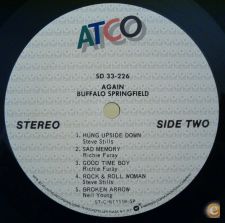 ATCO
SD 33-226
AGAIN
BUFFALO SPRINGFIELD
STEREO
SIDE TWO
1. HUNG UPSIDE DOWN
Steve Stills
2. SAD MEMORY
Richie Furay
3. GOOD TIME BOY
Richie Furay
4. ROCK & ROLL WOMAN
Steve Stills
5. BROKEN ARROW
Neil Young